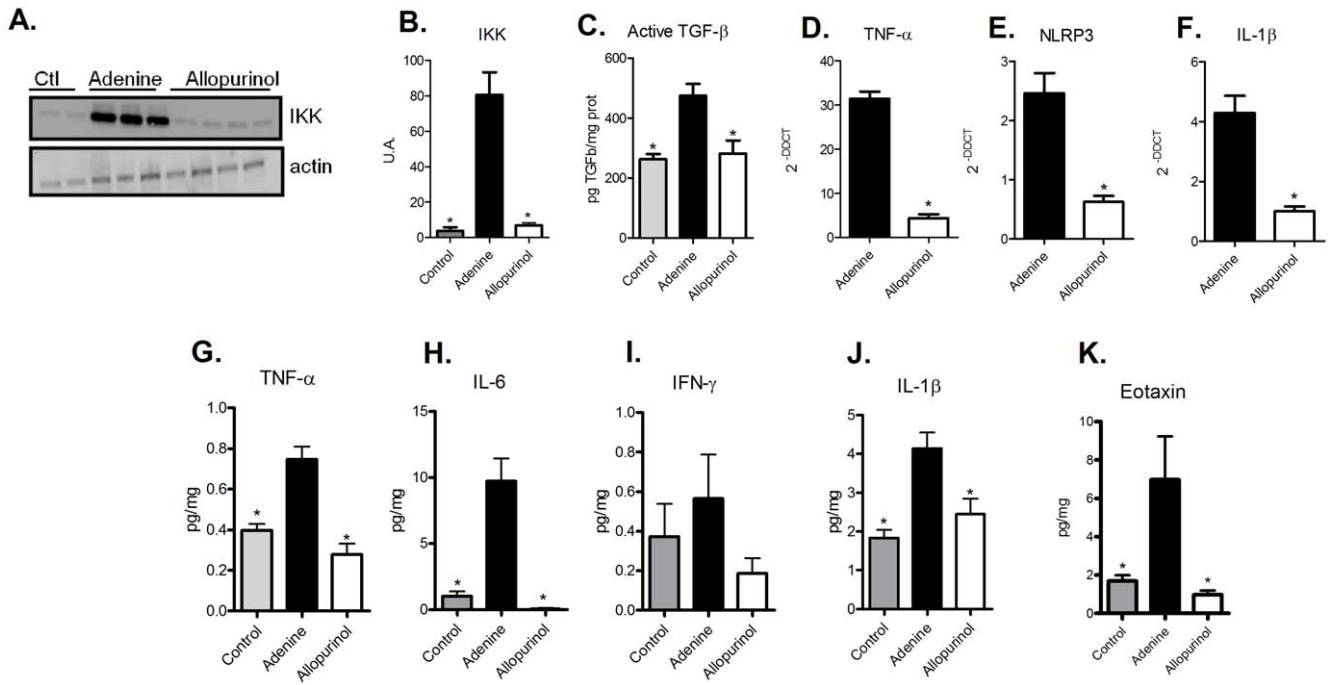 A.
Ctl Adenine Allopurinol
IKK
actin
B.
IKK
U.A.
100
80
60
40
20
0
*
*
Control
Adenine
Allopurinol
C.
Active TGF-β
pg TGFb/mg prot
600
400
200
0
*
*
Control
Adenine
Allopurinol
D.
TNF-α
2 -DDCT
40
30
20
10
0
*
Adenine
Allopurinol
E.
NLRP3
2 -DDCT
3
2
1
0
*
Adenine
Allopurinol
F.
IL-1β
2 -DDCT
6
4
2
0
*
Adenine
Allopurinol
G.
TNF-α
pg/mg
1.0
0.8
0.6
0.4
0.2
0.0
*
*
Control
Adenine
Allopurinol
H.
IL-6
pg/mg
15
10
5
0
*
*
Control
Adenine
Allopurinol
I.
IFN-γ
pg/mg
1.0
0.8
0.6
0.4
0.2
0.0
Control
Adenine
Allopurinol
J.
IL-1β
pg/mg
5
4
3
2
1
0
*
*
Control
Adenine
Allopurinol
K.
Eotaxin
pg/mg
10
8
6
4
2
0
*
*
Control
Adenine
Allopurinol